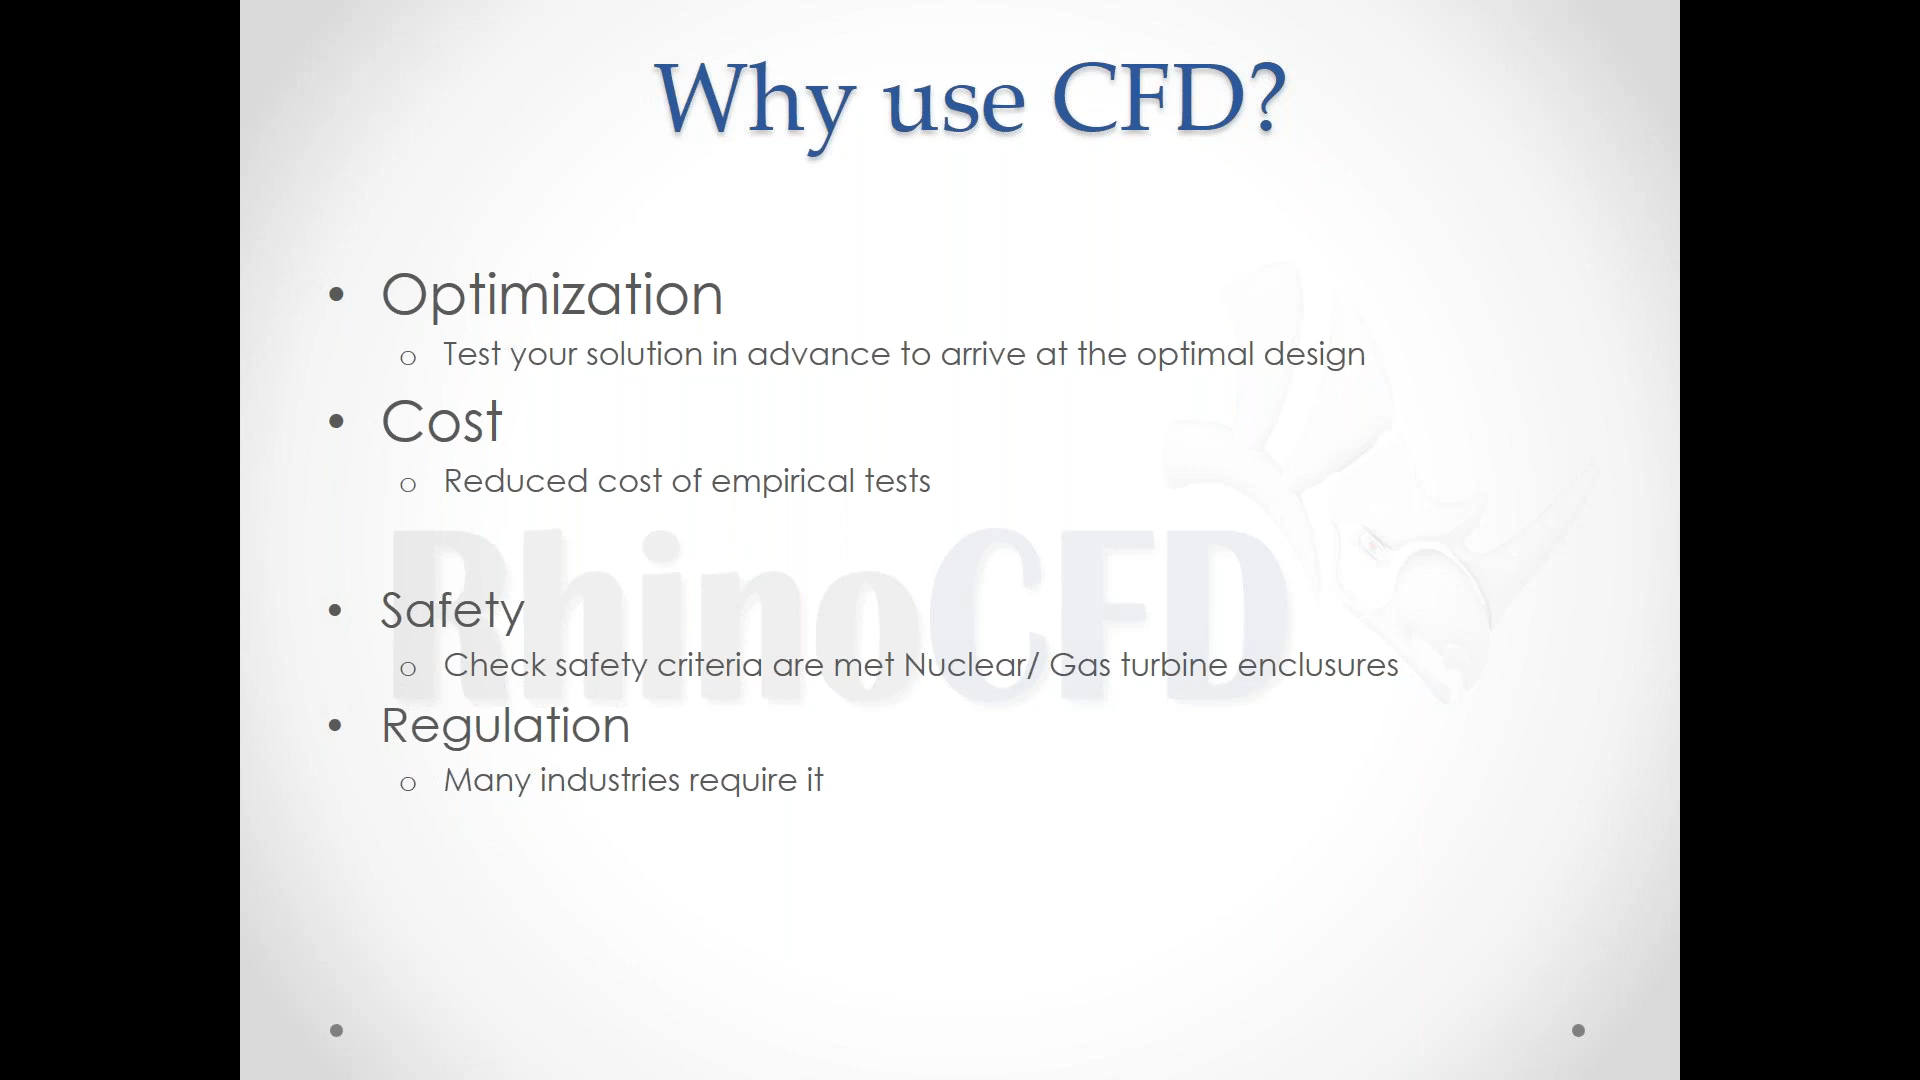 Why use CFD?
• Optimization
o Test your solution in advance to arrive at the optimal design
• Cost
o Reduced cost of empirical tests
RhinoCFD
• Safety
o Check safety criteria are met Nuclear/ Gas turbine enclusures
• Regulation
o Many industries require it